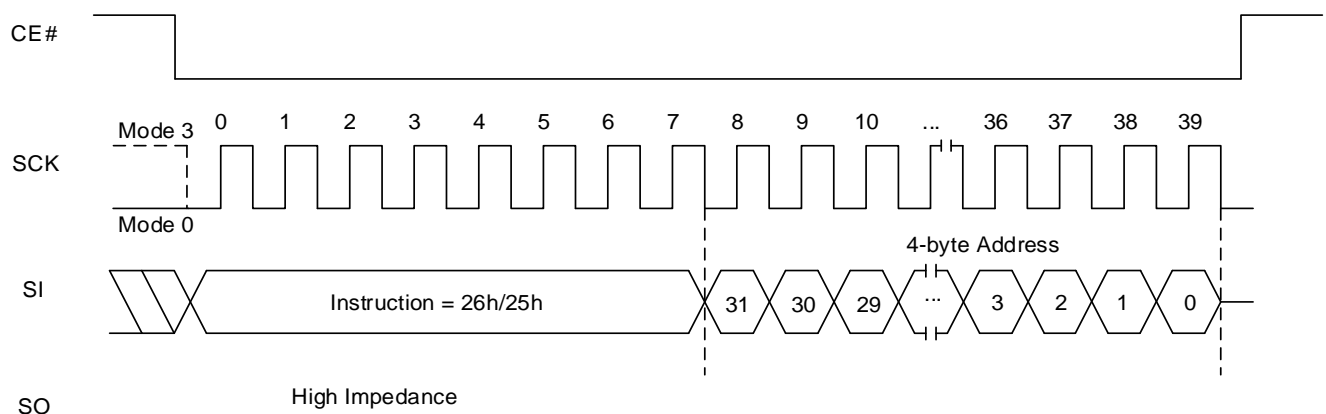 CE#
Mode 3 0 1 2 3 4 5 6 7 8 9 10 ... 36 37 38 39
SCK
Mode 0
4-byte Address
SI Instruction = 26h/25h 31 30 29 ... 3 2 1 0
High Impedance
SO